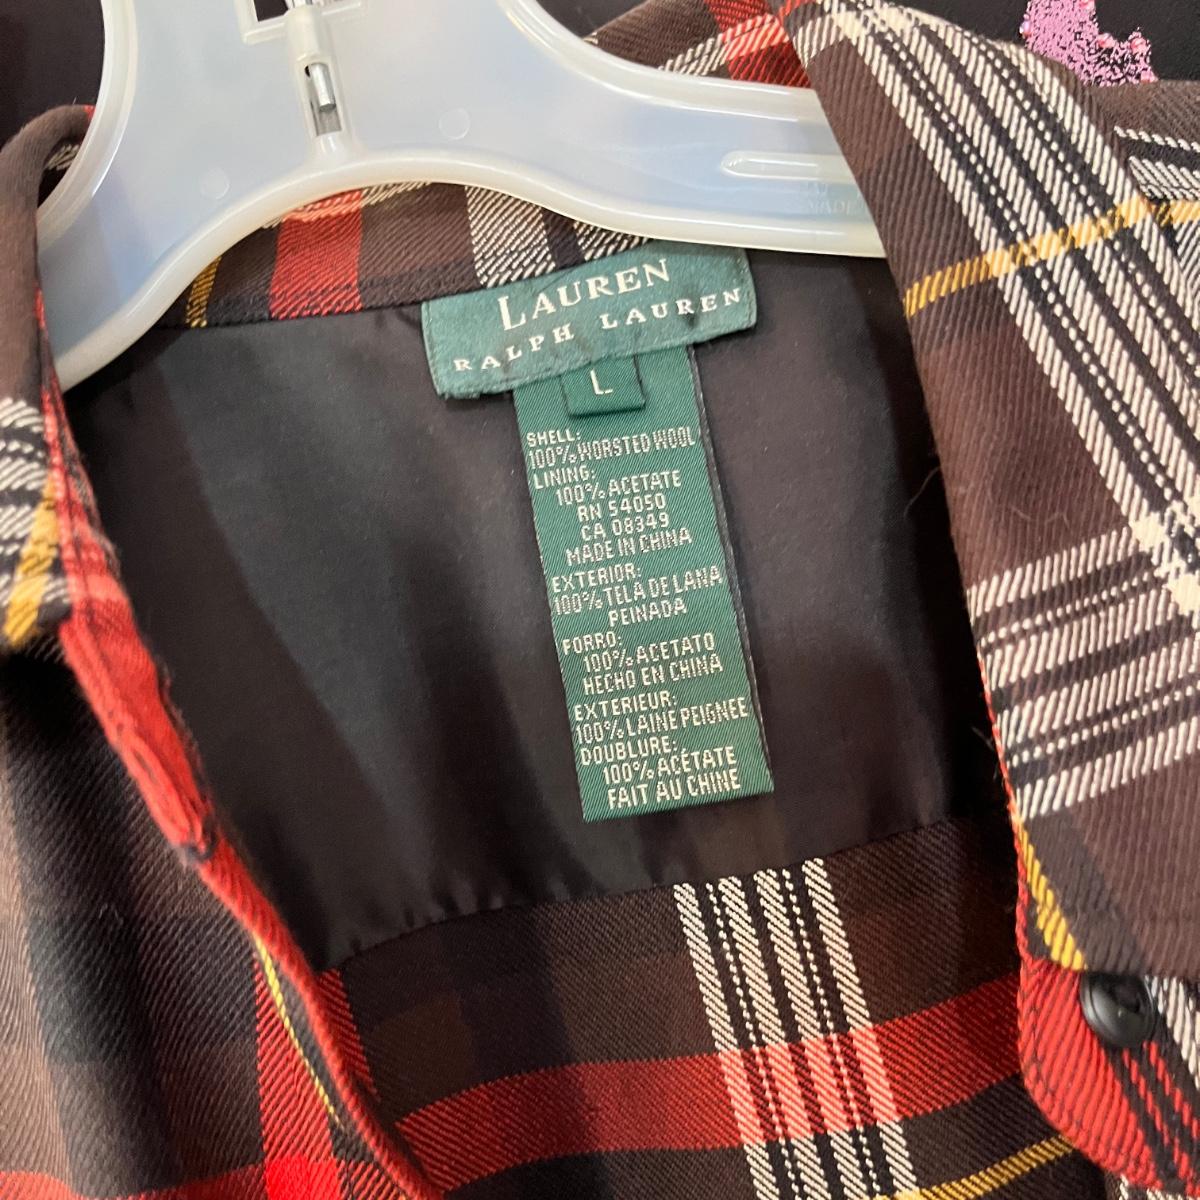 LAUREN
RALPH LAUREN
L
SHELL:
100% WORSTED WOOL
LINING:
100% ACETATE
RN 54050
CA 08349
MADE IN CHINA
EXTERIOR:
100% TELA DE LANA
PEINADA
FORRO:
100% ACETATO
HECHO EN CHINA
EXTERIEUR:
100% LAINE PEIGNEE
DOUBLURE:
100% ACÉTATE
FAIT AU CHINE
MADE